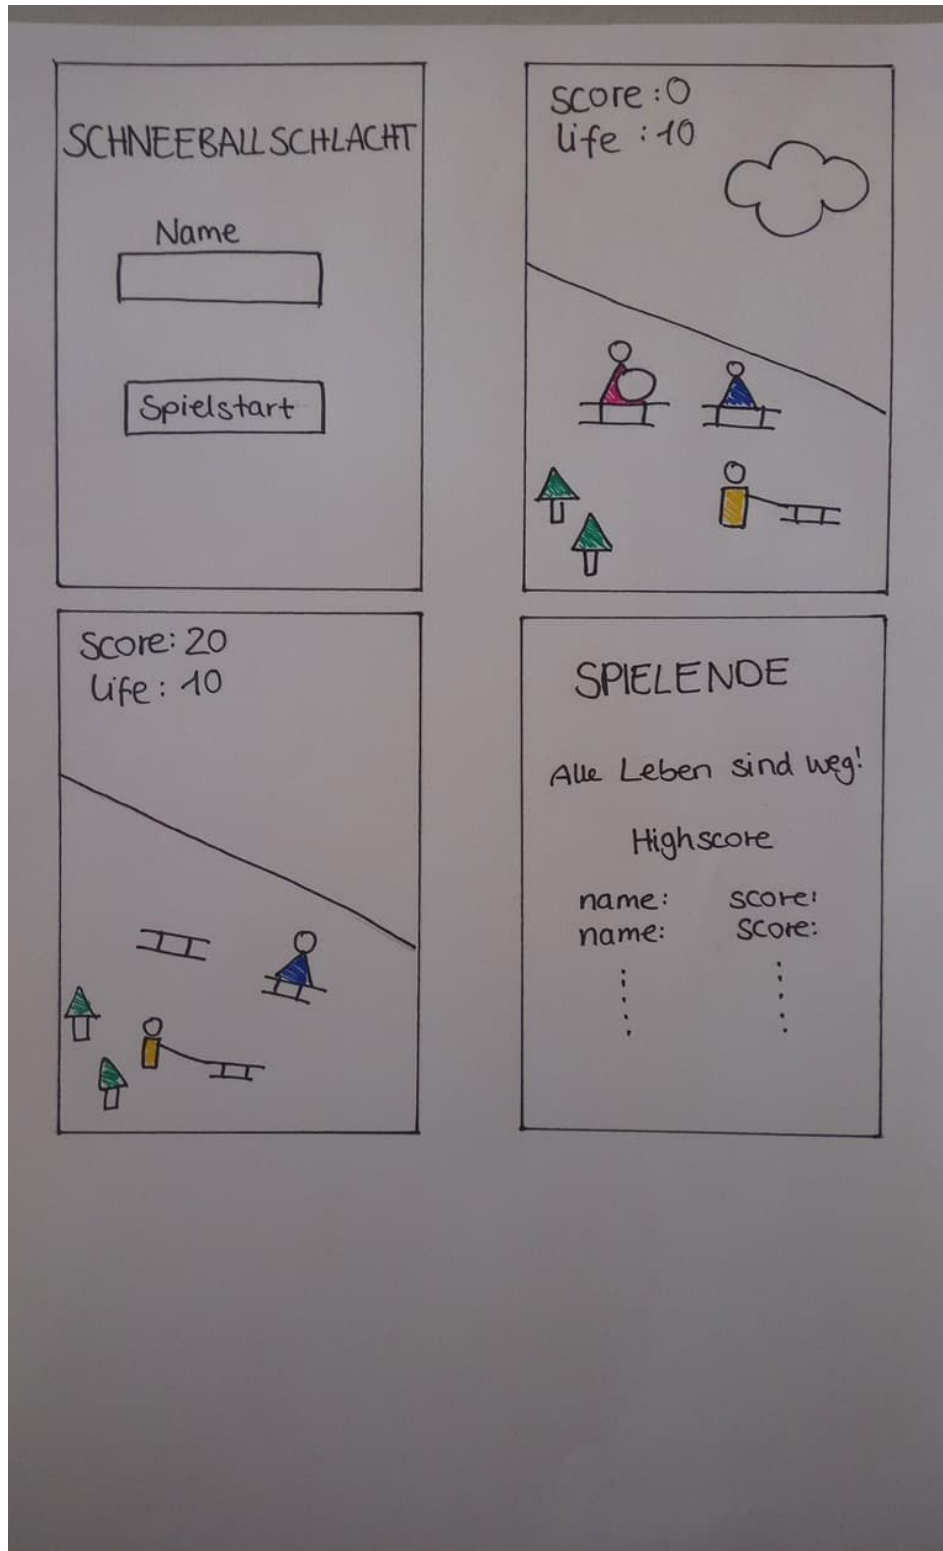 SCHNEEBALLSCHLACHT
Name
Spielstart
score : 0
life : 10
Score: 20
life : 10
SPIELENDE
Alle Leben sind weg!
Highscore
name: score:
name: Score: